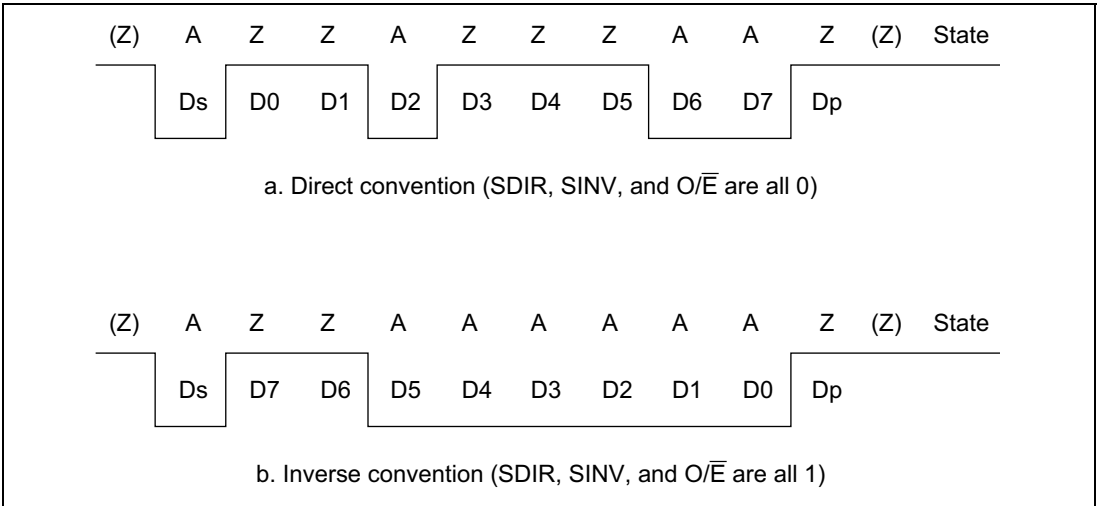 (Z) A Z Z A Z Z Z A A Z (Z) State
Ds D0 D1 D2 D3 D4 D5 D6 D7 Dp
a. Direct convention (SDIR, SINV, and O/E̅ are all 0)
(Z) A Z Z A A A A A A Z (Z) State
Ds D7 D6 D5 D4 D3 D2 D1 D0 Dp
b. Inverse convention (SDIR, SINV, and O/E̅ are all 1)